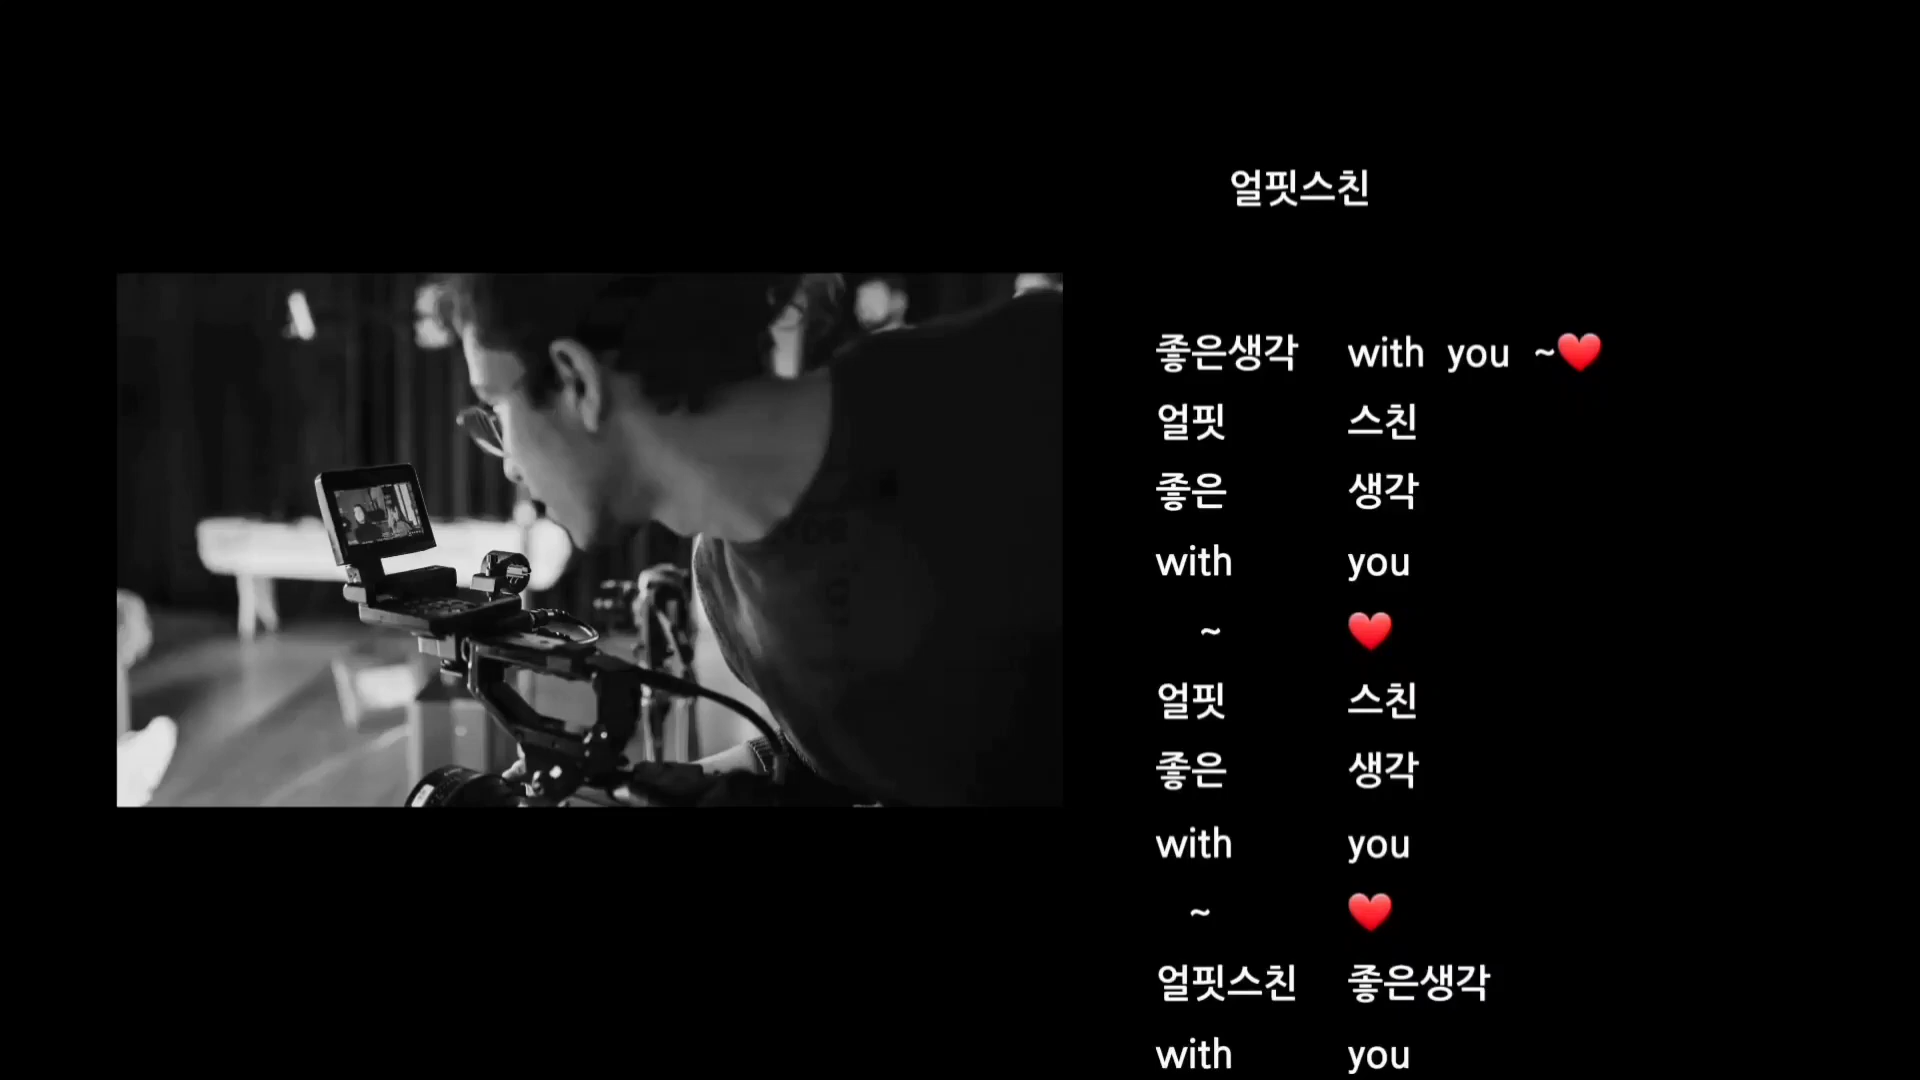 얼핏스친
좋은생각 with you ~❤️
얼핏 스친
좋은 생각
with you
~ ❤️
얼핏 스친
좋은 생각
with you
~ ❤️
얼핏스친 좋은생각
with you